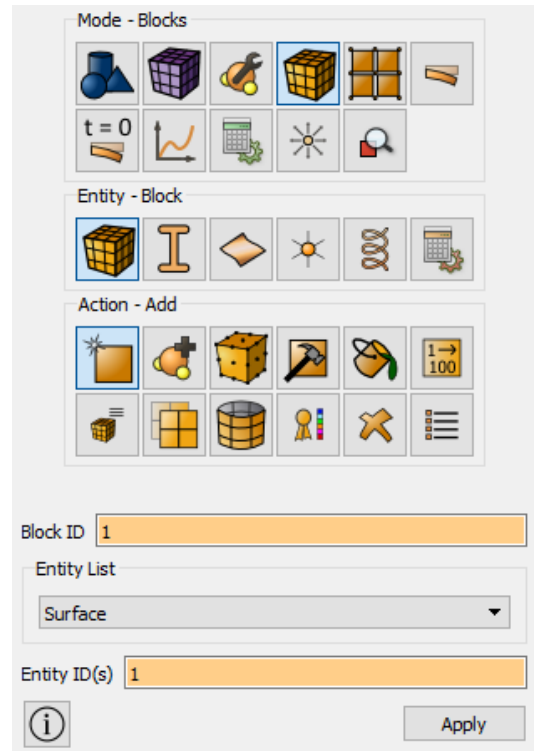 Mode - Blocks
t = 0
Entity - Block
Action - Add
1→
100
Block ID 1
Entity List
Surface
Entity ID(s) 1
i
Apply